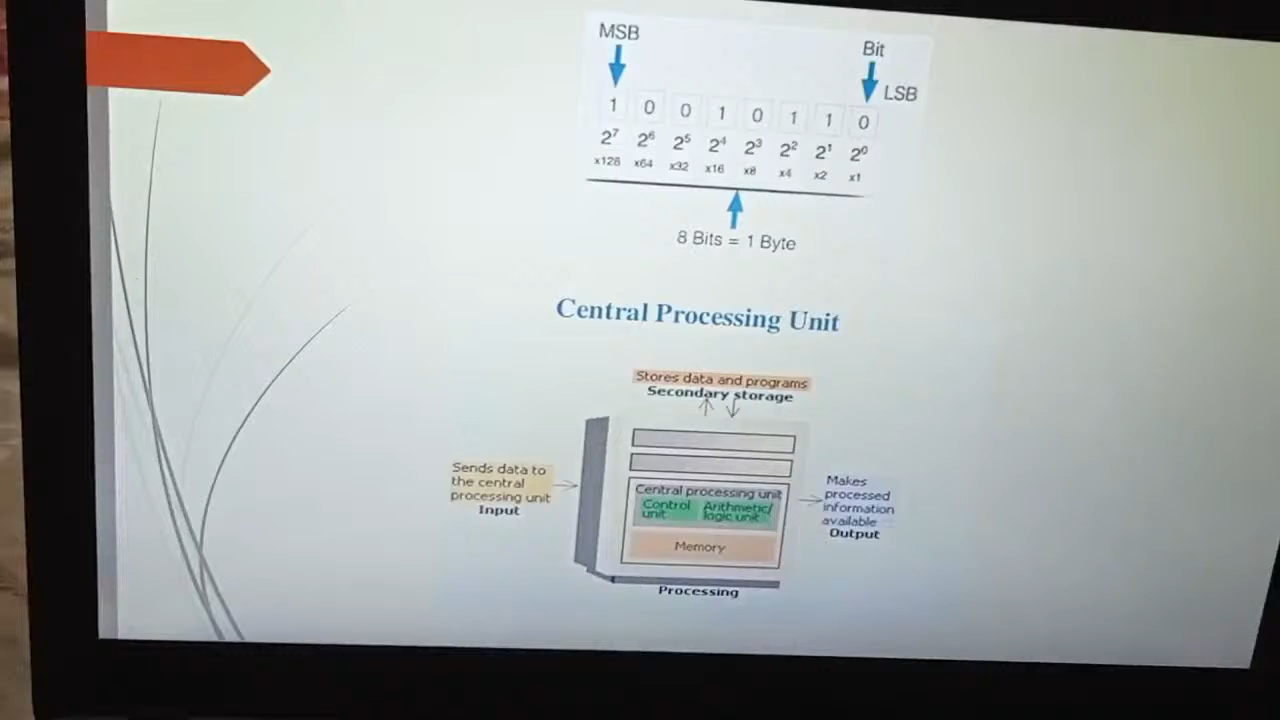 MSB
Bit
LSB
1 0 0 1 0 1 1 0
2⁷ 2⁶ 2⁵ 2⁴ 2³ 2² 2¹ 2⁰
x128 x64 x32 x16 x8 x4 x2 x1
8 Bits = 1 Byte
Central Processing Unit
Stores data and programs
Secondary storage
Sends data to
the central
processing unit
Input
Central processing unit
Control
unit
Arithmetic/
logic unit
Memory
Processing
Makes
processed
information
available
Output